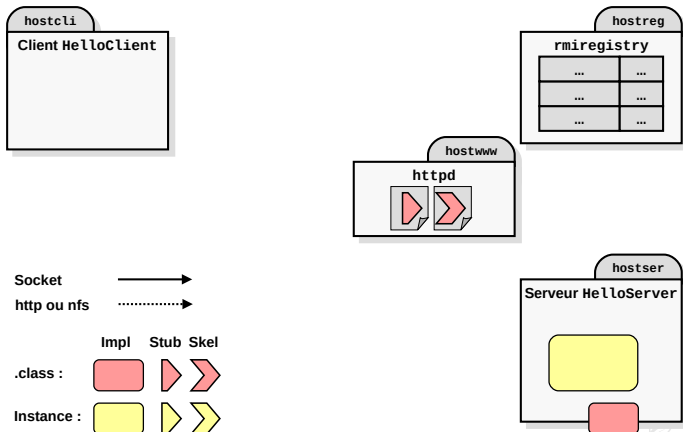 hostcli
Client HelloClient
hostreg
rmiregistry
... ...
... ...
... ...
hostwww
httpd
hostser
Serveur HelloServer
Socket
http ou nfs
Impl Stub Skel
.class :
Instance :